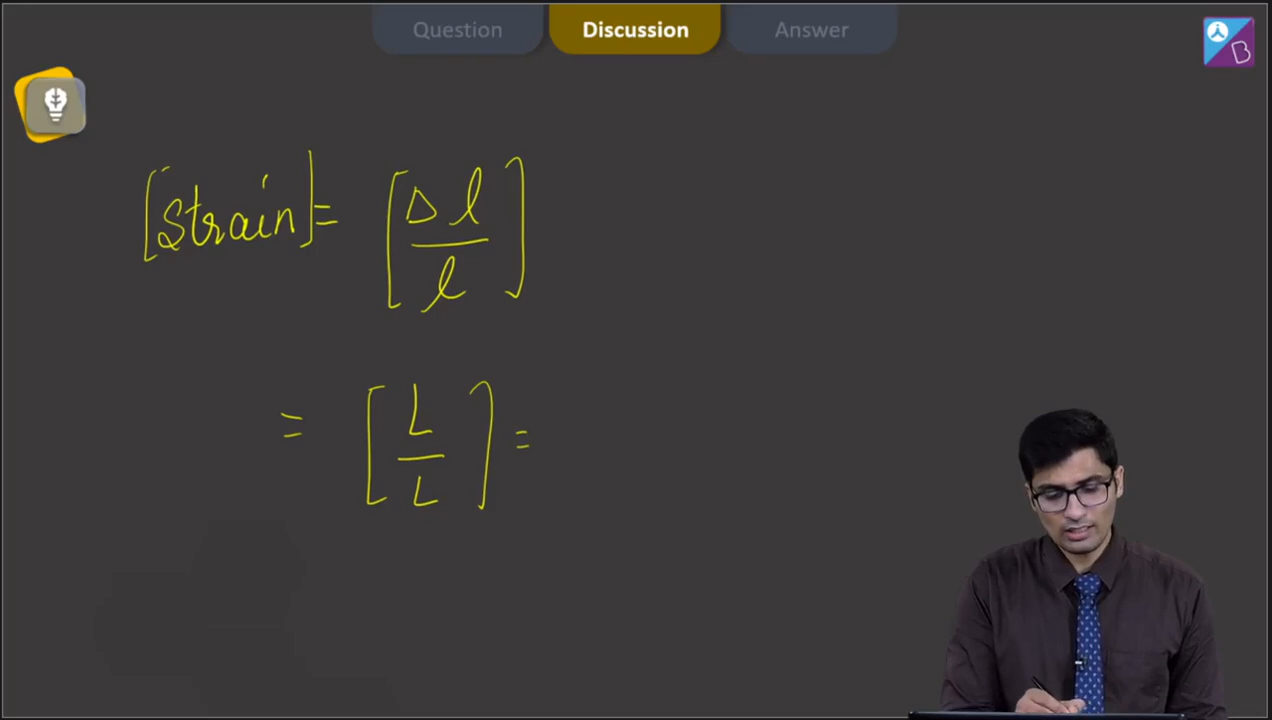 Question Discussion Answer
B
[Strain] = [Δl/l]
= [L/L] =